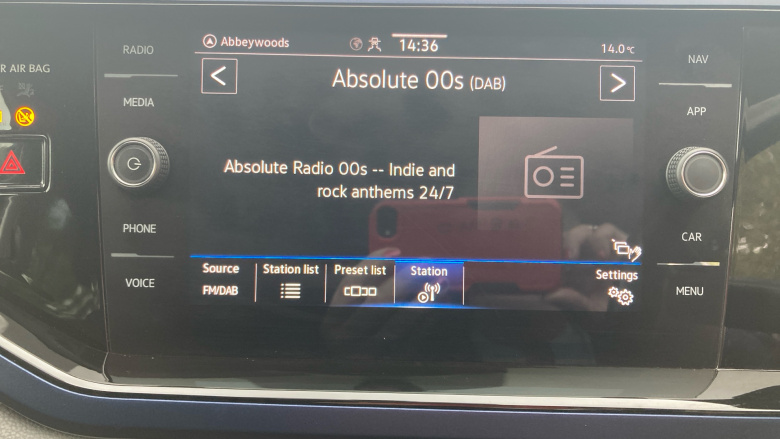 RADIO
MEDIA
PHONE
VOICE
R AIR BAG
Abbeywoods
14:36
14.0°C
Absolute 00s (DAB)
Absolute Radio 00s -- Indie and
rock anthems 24/7
Source
FM/DAB
Station list
Preset list
Station
Settings
NAV
APP
CAR
MENU